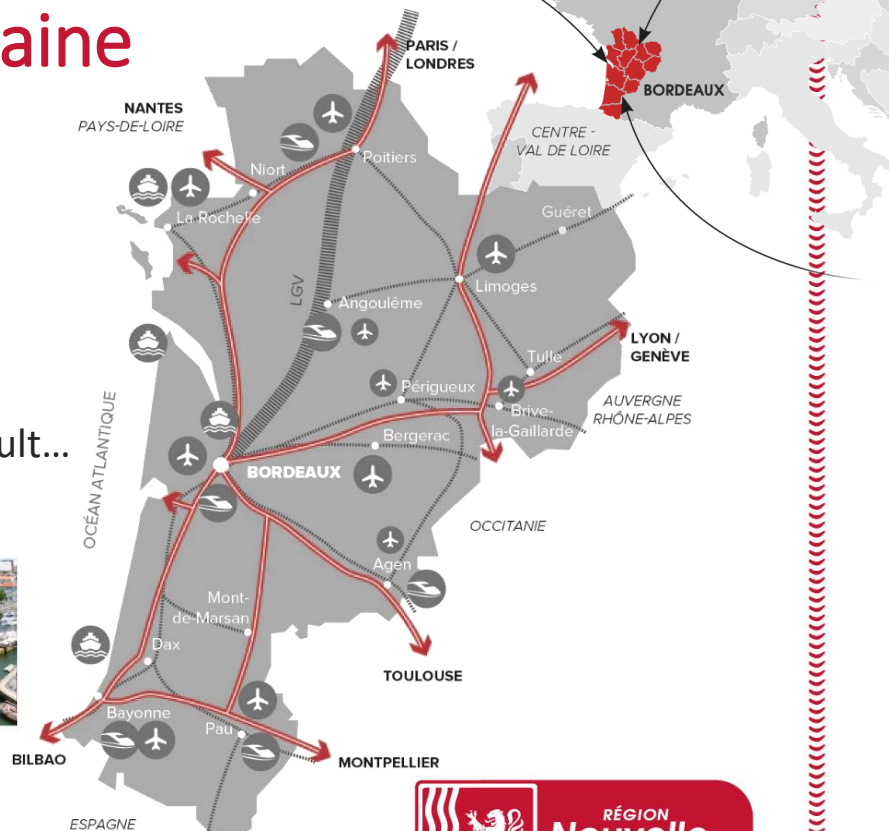 aine
PARIS /
LONDRES
NANTES
PAYS-DE-LOIRE
BORDEAUX
CENTRE -
VAL DE LOIRE
Poitiers
Niort
La Rochelle
Guéret
LGV
Limoges
Angoulême
LYON /
GENÈVE
Tulle
Périgueux
AUVERGNE
RHÔNE-ALPES
Brive-
la-Gaillarde
Bergerac
ult...
OCÉAN ATLANTIQUE
BORDEAUX
OCCITANIE
Agen
Mont-
de-Marsan
Dax
TOULOUSE
Bayonne
Pau
BILBAO
MONTPELLIER
ESPAGNE
RÉGION
Nouvelle